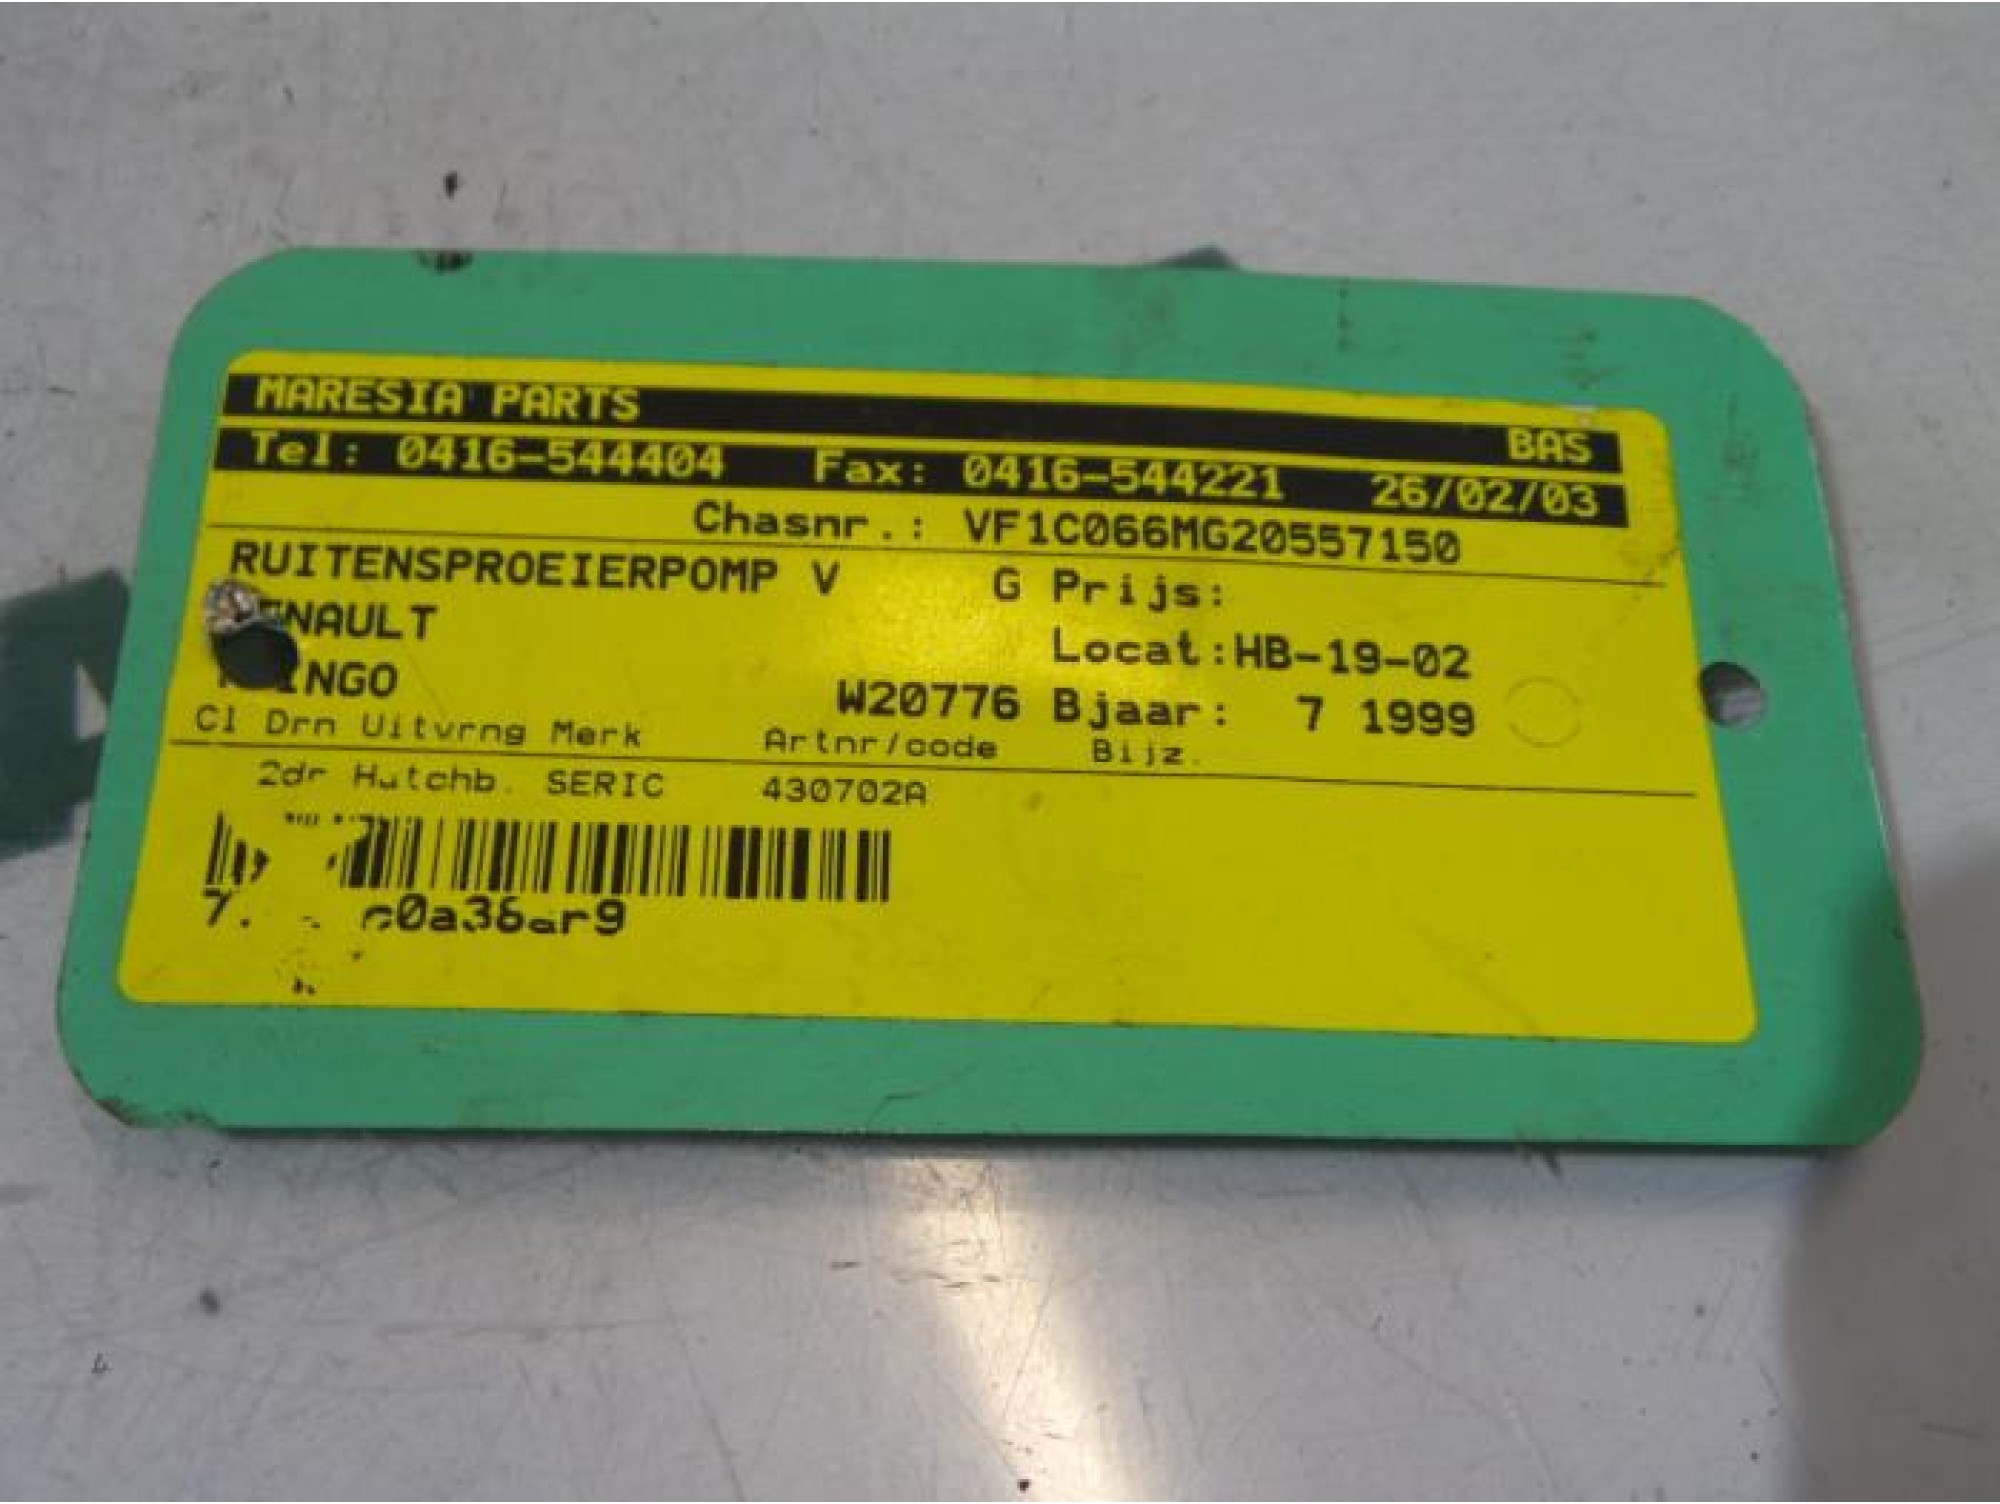 MARESIA PARTS BAS
Tel: 0416-544404 Fax: 0416-544221 26/02/03
Chasnr.: VF1C066MG20557150
RUITENSPROEIERPOMP V G Prijs:
NAULT Locat:HB-19-02
INGO W20776 Bjaar: 7 1999
Cl Drn Uitvrng Merk Artnr/code Bijz.
2dr Hatchb. SERIC 430702A